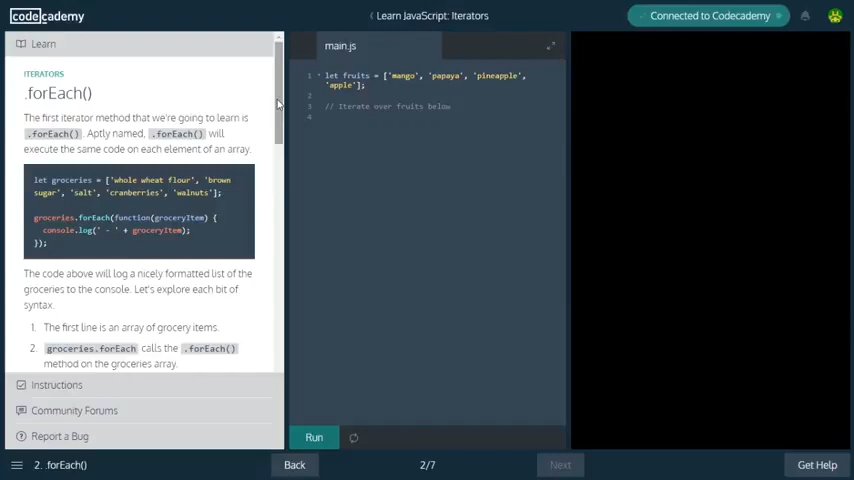 codecademy
Learn JavaScript: Iterators
Connected to Codecademy
Learn
ITERATORS
.forEach()
The first iterator method that we're going to learn is
.forEach(). Aptly named, .forEach() will
execute the same code on each element of an array.
let groceries = ['whole wheat flour', 'brown
sugar', 'salt', 'cranberries', 'walnuts'];
groceries.forEach(function(groceryItem) {
console.log(' - ' + groceryItem);
});
The code above will log a nicely formatted list of the
groceries to the console. Let's explore each bit of
syntax.
1. The first line is an array of grocery items.
2. groceries.forEach calls the .forEach()
method on the groceries array.
Instructions
Community Forums
Report a Bug
main.js
1 let fruits = ['mango', 'papaya', 'pineapple',
'apple'];
2
3 // Iterate over fruits below
4
Run
2. .forEach()
Back
2/7
Next
Get Help